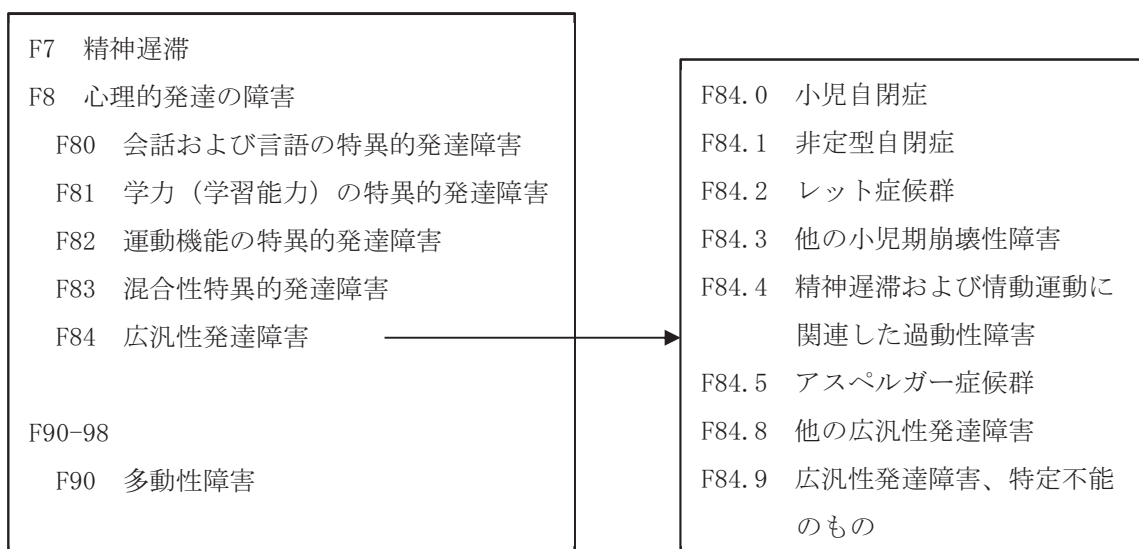 F7 精神遅滞
F8 心理的発達の障害
F80 会話および言語の特異的発達障害
F81 学力（学習能力）の特異的発達障害
F82 運動機能の特異的発達障害
F83 混合性特異的発達障害
F84 広汎性発達障害
F90-98
F90 多動性障害
F84.0 小児自閉症
F84.1 非定型自閉症
F84.2 レット症候群
F84.3 他の小児期崩壊性障害
F84.4 精神遅滞および情動運動に
関連した過動性障害
F84.5 アスペルガー症候群
F84.8 他の広汎性発達障害
F84.9 広汎性発達障害、特定不能
のもの